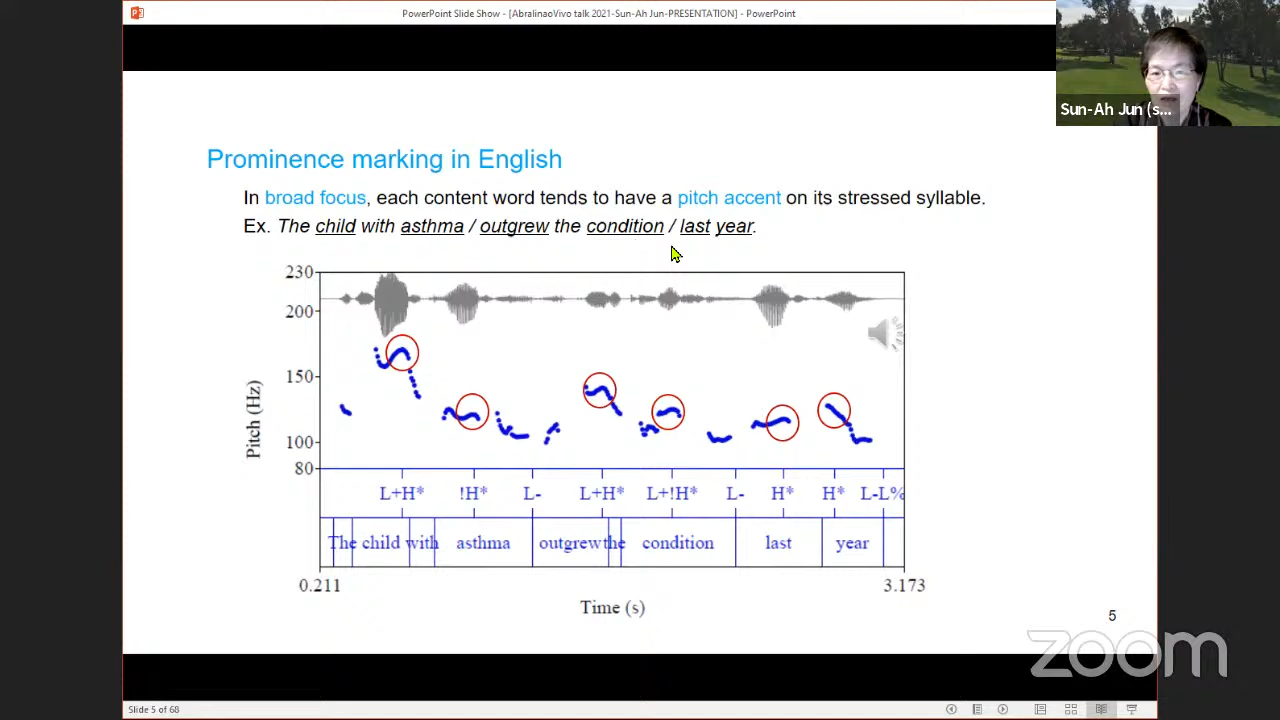 PowerPoint Slide Show - [AbralinaoVivo talk 2021-Sun-Ah Jun-PRESENTATION] - PowerPoint
Sun-Ah Jun (s...
Prominence marking in English
In broad focus, each content word tends to have a pitch accent on its stressed syllable.
Ex. The child with asthma / outgrew the condition / last year.
230
200
150
100
80
Pitch (Hz)
L+H* !H* L- L+H* L+!H* L- H* H* L-L%
The child with asthma outgrew the condition last year
0.211 3.173
Time (s)
5
zoom
Slide 5 of 68